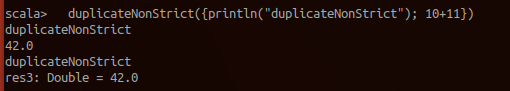 scala>   duplicateNonStrict({println("duplicateNonStrict"); 10+11})
duplicateNonStrict
42.0
duplicateNonStrict
res3: Double = 42.0